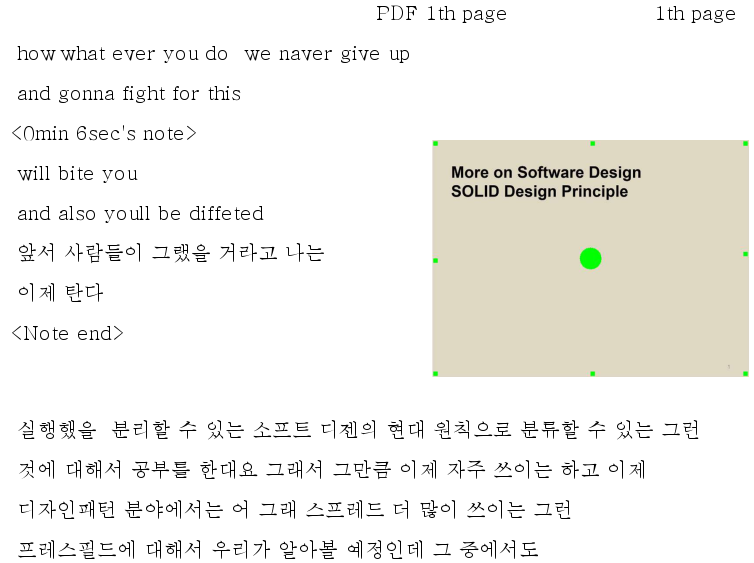 PDF 1th page
1th page
how what ever you do we naver give up
and gonna fight for this
<0min 6sec's note>
will bite you
and also youll be diffeted
앞서 사람들이 그랬을 거라고 나는
이제 탄다
<Note end>
More on Software Design
SOLID Design Principle
실행했을 분리할 수 있는 소프트 디젠의 현대 원칙으로 분류할 수 있는 그런
것에 대해서 공부를 한대요 그래서 그만큼 이제 자주 쓰이는 하고 이제
디자인패턴 분야에서는 어 그래 스프레드 더 많이 쓰이는 그런
프레스필드에 대해서 우리가 알아볼 예정인데 그 중에서도